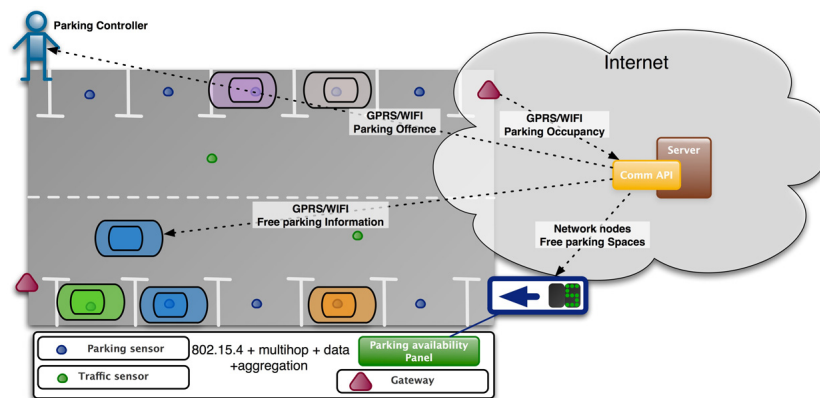 Parking Controller
Internet
GPRS/WIFI
Parking Offence
GPRS/WIFI
Parking Occupancy
Server
Comm API
GPRS/WIFI
Free parking Information
Network nodes
Free parking Spaces
Parking sensor
802.15.4 + multihop + data
+aggregation
Parking availability
Panel
Traffic sensor
Gateway